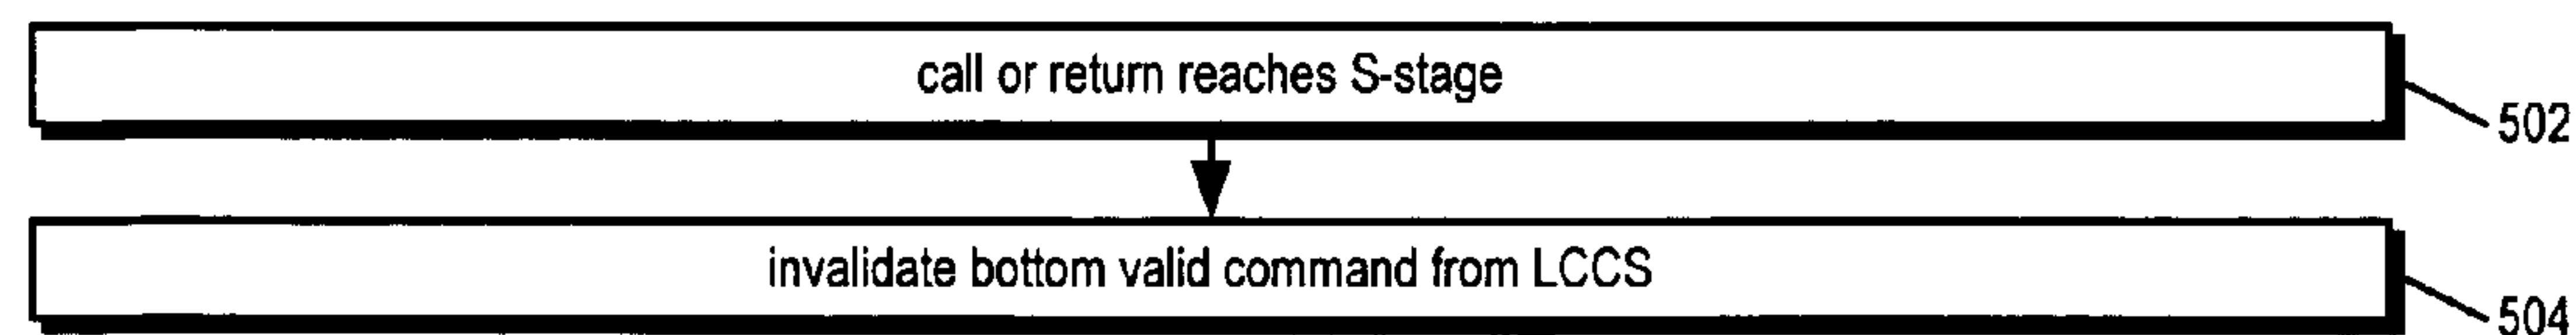 call or return reaches S-stage
502
invalidate bottom valid command from LCCS
504